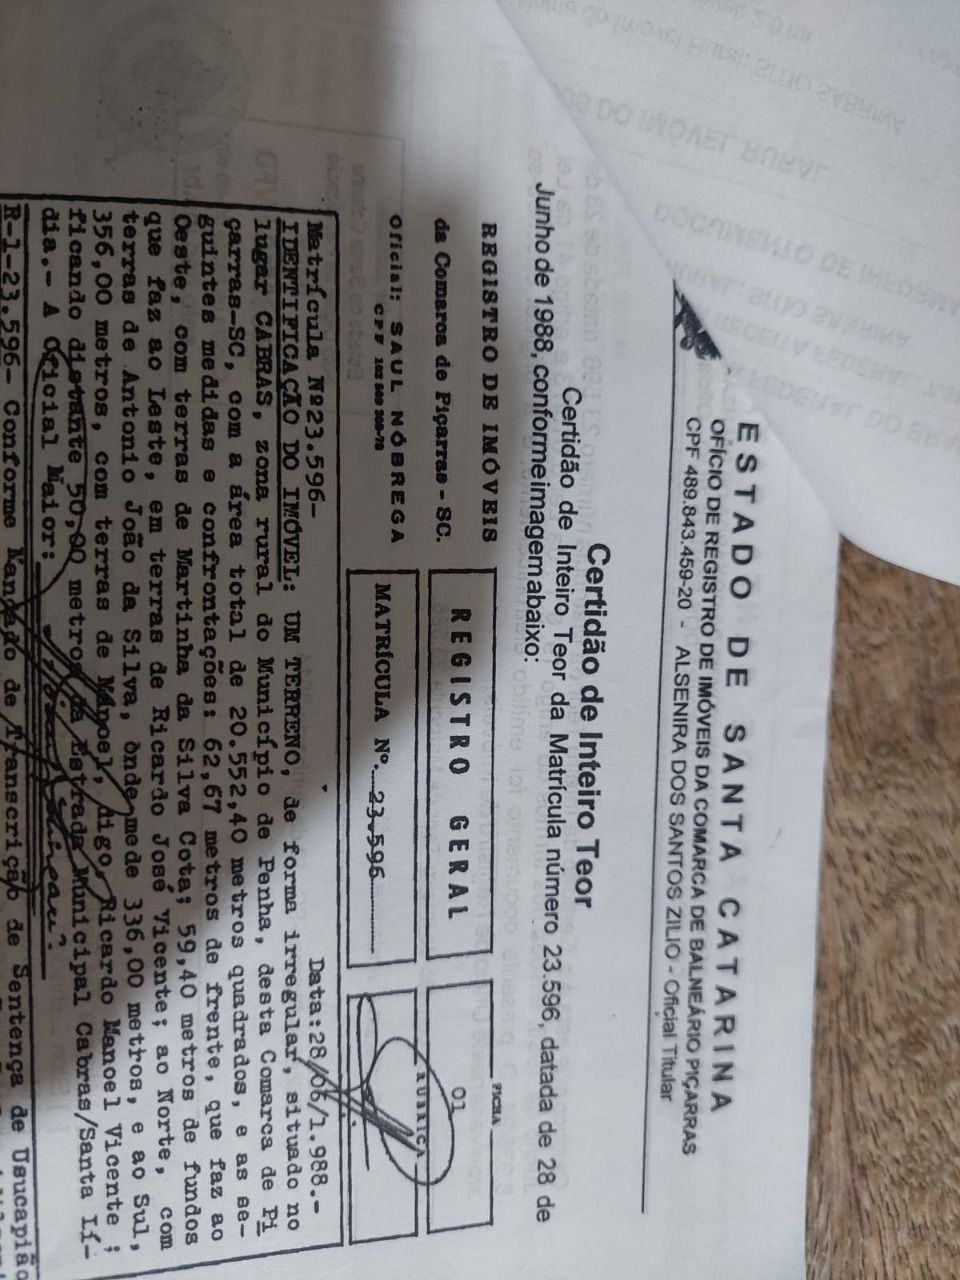 ESTADO DE SANTA CATARINA
OFÍCIO DE REGISTRO DE IMÓVEIS DA COMARCA DE BALNEÁRIO PIÇARRAS
CPF 489.843.459-20 - ALSENIRA DOS SANTOS ZILIO - Oficial Titular
Certidão de Inteiro Teor
Certidão de Inteiro Teor da Matrícula número 23.596, datada de 28 de
Junho de 1988, conforme imagem abaixo:
REGISTRO DE IMÓVEIS
da Comarca de Piçarras - SC.
Oficial: SAUL NÓBREGA
REGISTRO GERAL
MATRÍCULA Nº. 23.596
FICHA
01
RUBRICA
Matrícula Nº23.596- Data:28/06/1.988.-
IDENTIFICAÇÃO DO IMÓVEL: UM TERRENO, de forma irregular, situado no
lugar CABRAS, zona rural do Município de Penha, desta Comarca de Pi
çarras-SC, com a área total de 20.552,40 metros quadrados, e as se-
guintes medidas e confrontações: 62,67 metros de frente, que faz ao
Oeste, com terras de Martinha da Silva Cota; 59,40 metros de fundos
que faz ao Leste, em terras de Ricardo José Vicente; ao Norte, com
terras de Antonio João da Silva, onde mede 336,00 metros, e ao Sul,
356,00 metros, com terras de Manoel, digo, Ricardo Manoel Vicente ;
ficando distante 50,00 metros da Estrada Municipal Cabras/Santa Lí-
dia.- A Oficial Maior:
R-1-23.596- Conforme Mandado de Transcrição de Sentença de Usucapião
DOCUMENTO DE
DO IMÓVEL RURAL
Rural: SITIO SABRINA